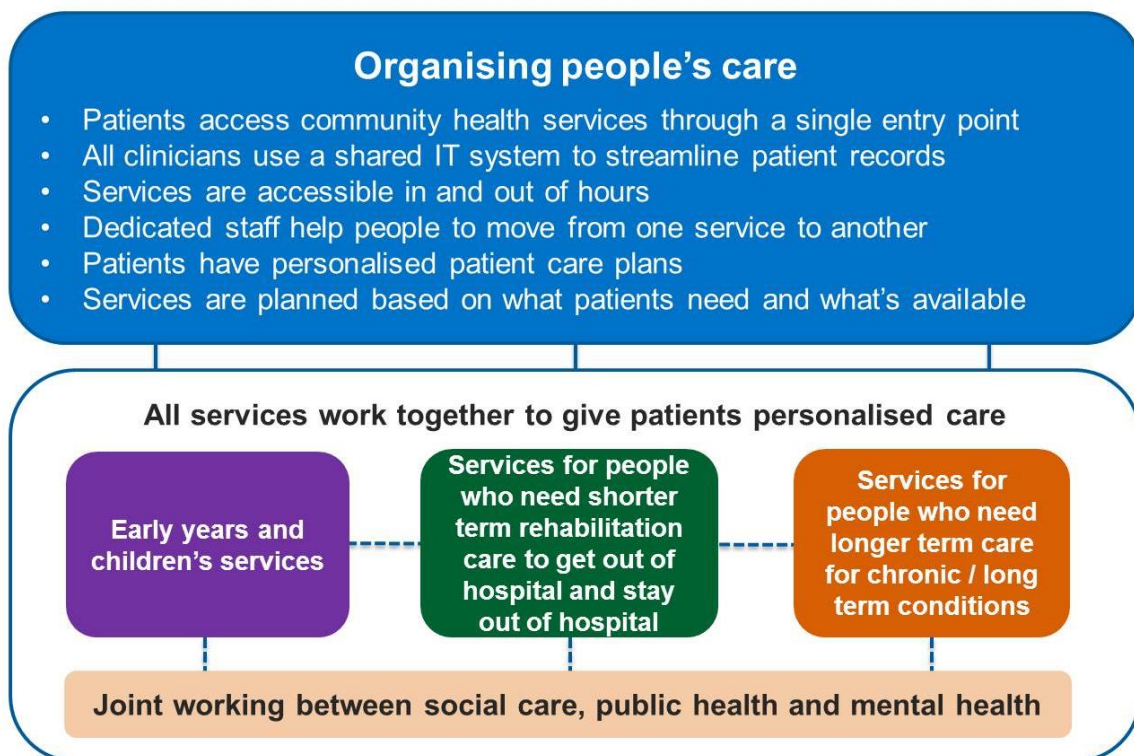 Organising people's care
• Patients access community health services through a single entry point
• All clinicians use a shared IT system to streamline patient records
• Services are accessible in and out of hours
• Dedicated staff help people to move from one service to another
• Patients have personalised patient care plans
• Services are planned based on what patients need and what's available
All services work together to give patients personalised care
Early years and
children's services
Services for people
who need shorter
term rehabilitation
care to get out of
hospital and stay
out of hospital
Services for
people who need
longer term care
for chronic / long
term conditions
Joint working between social care, public health and mental health